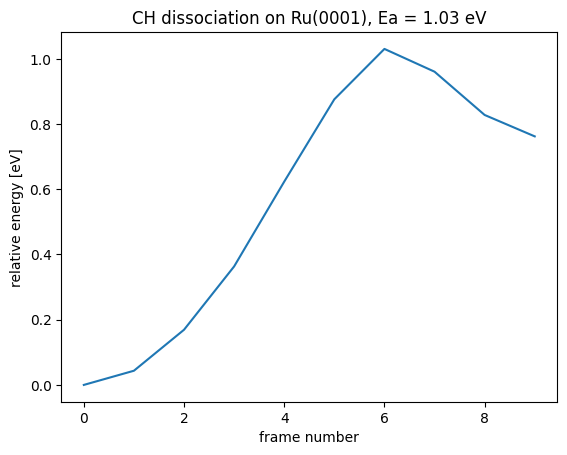 CH dissociation on Ru(0001), Ea = 1.03 eV
relative energy [eV]
1.0
0.8
0.6
0.4
0.2
0.0
0 2 4 6 8
frame number